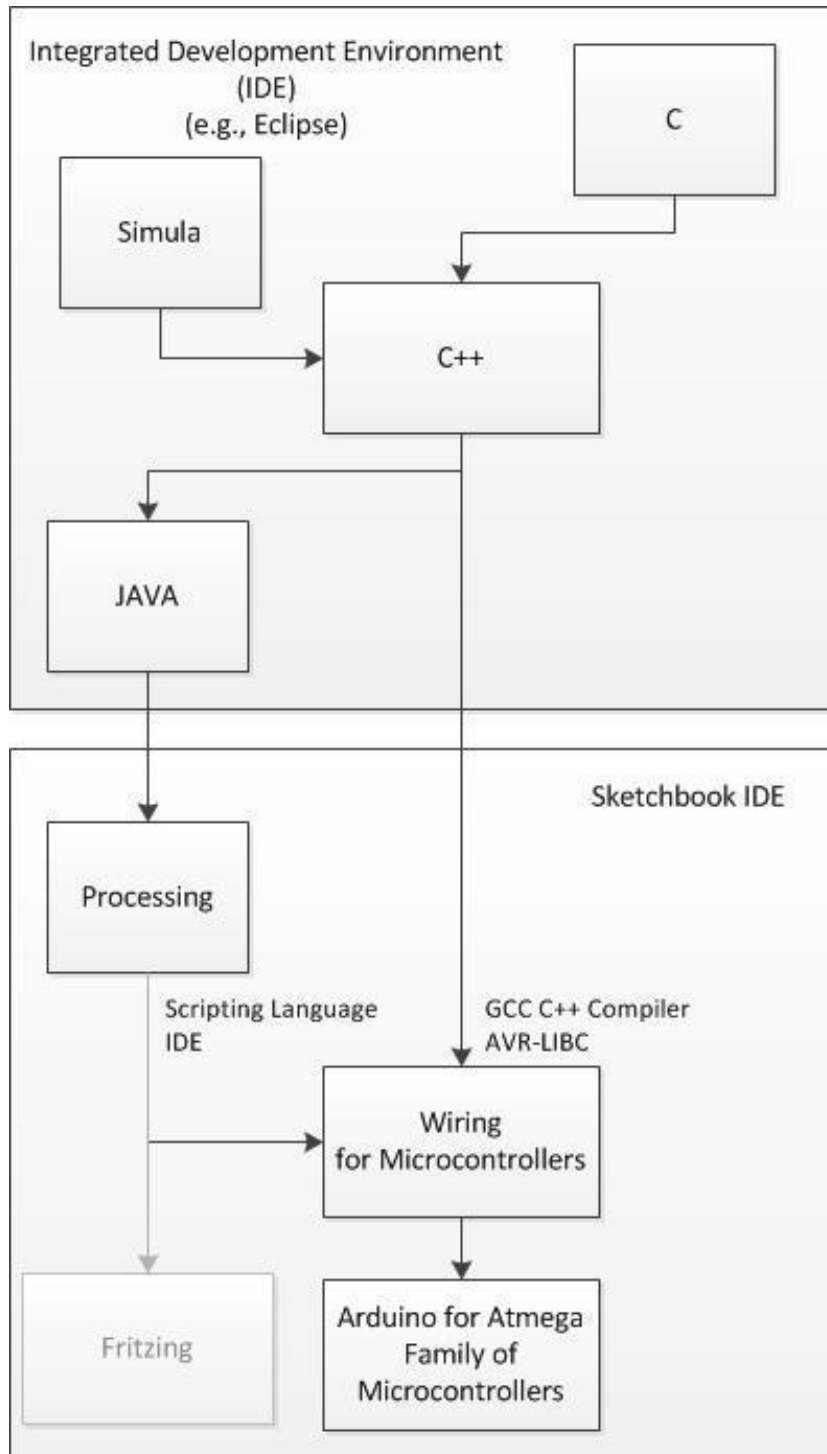 Integrated Development Environment
(IDE)
(e.g., Eclipse)
C
Simula
C++
JAVA
Sketchbook IDE
Processing
Scripting Language
IDE
GCC C++ Compiler
AVR-LIBC
Wiring
for Microcontrollers
Fritzing
Arduino for Atmega
Family of
Microcontrollers